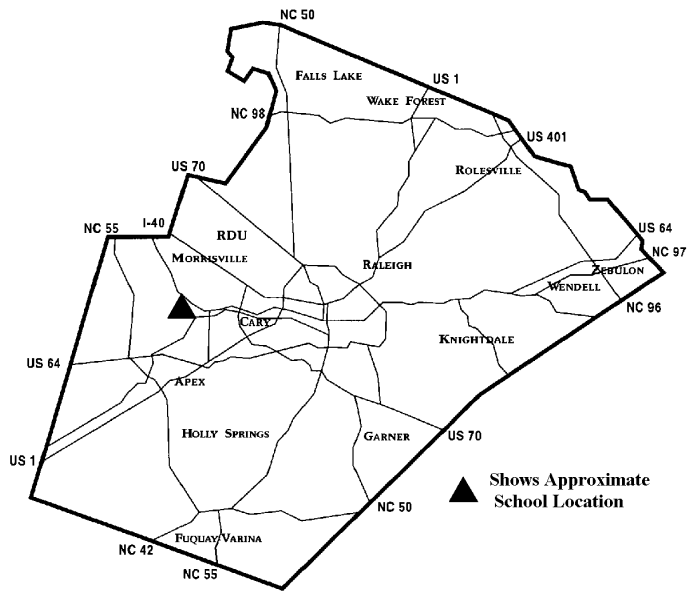 NC 50
FALLS LAKE
US 1
WAKE FOREST
NC 98
US 401
US 70
ROLESVILLE
NC 55
I-40
RDU
US 64
MORRISVILLE
RALEIGH
NC 97
ZEBULON
WENDELL
NC 96
CARY
KNIGHTDALE
US 64
APEX
HOLLY SPRINGS
GARNER
US 70
US 1
Shows Approximate
School Location
NC 50
FUQUAY VARINA
NC 42
NC 55